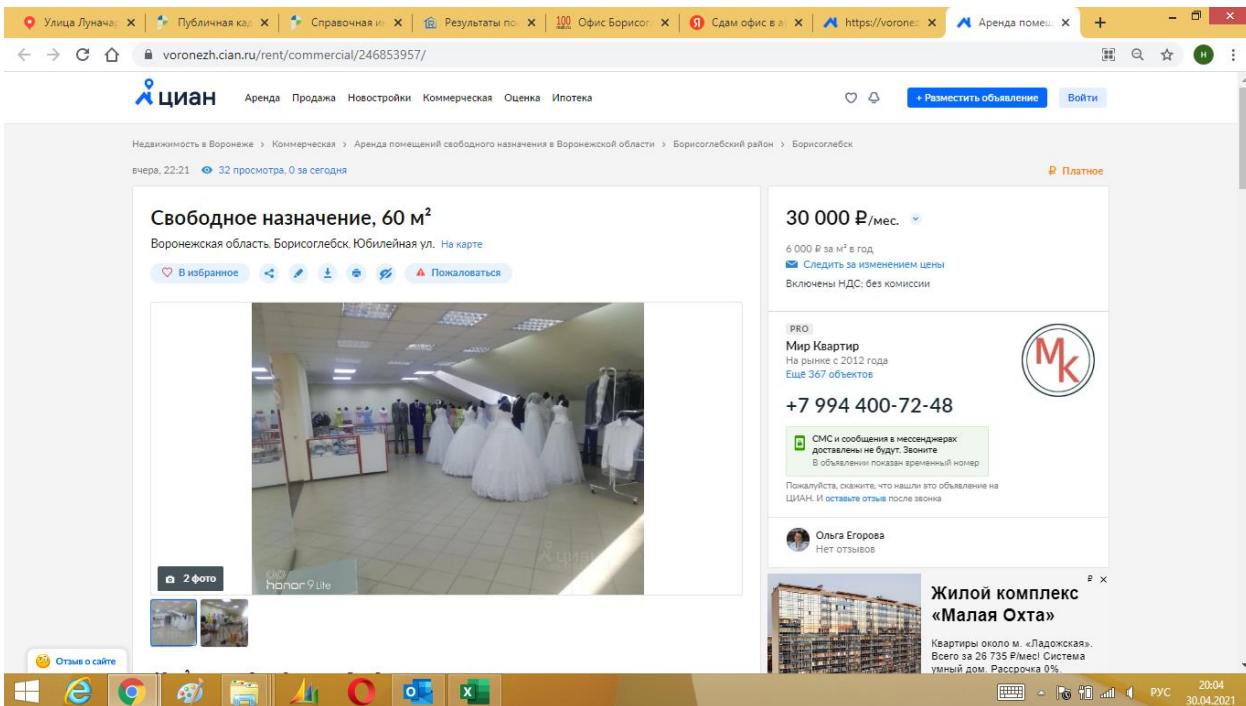 Улица Луначар
Публичная кад
Справочная ин
Результаты по
100
Офис Борисогл
Сдам офис в а
https://voronez
Аренда помещ
voronezh.cian.ru/rent/commercial/246853957/
Н
циан
Аренда Продажа Новостройки Коммерческая Оценка Ипотека
+ Разместить объявление
Войти
Недвижимость в Воронеже > Коммерческая > Аренда помещений свободного назначения в Воронежской области > Борисоглебский район > Борисоглебск
вчера, 22:21 32 просмотра, 0 за сегодня
₽ Платное
Свободное назначение, 60 м²
Воронежская область, Борисоглебск, Юбилейная ул. На карте
В избранное
Пожаловаться
циан
honor 9 Lite
2 фото
30 000 ₽/мес.
6 000 ₽ за м² в год
Следить за изменением цены
Включены НДС; без комиссии
PRO
Мир Квартир
На рынке с 2012 года
Ещё 367 объектов
МК
+7 994 400-72-48
СМС и сообщения в мессенджерах
доставлены не будут. Звоните
В объявлении показан временный номер
Пожалуйста, скажите, что нашли это объявление на
ЦИАН. И оставьте отзыв после звонка
Ольга Егорова
Нет отзывов
Жилой комплекс
«Малая Охта»
Квартиры около м. «Ладожская».
Всего за 26 735 ₽/мес! Система
умный дом. Рассрочка 0%.
Отзыв о сайте
РУС
20:04
30.04.2021